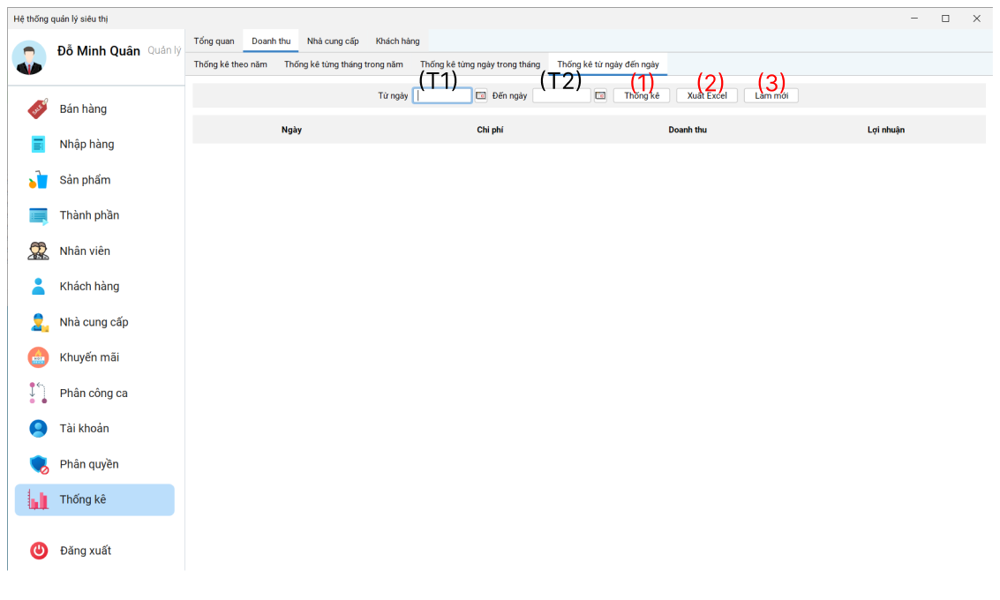 Hệ thống quản lý siêu thị
Đỗ Minh Quân Quản lý
Bán hàng
Nhập hàng
Sản phẩm
Thành phần
Nhân viên
Khách hàng
Nhà cung cấp
Khuyến mãi
Phân công ca
Tài khoản
Phân quyền
Thống kê
Đăng xuất
Tổng quan Doanh thu Nhà cung cấp Khách hàng
Thống kê theo năm Thống kê từng tháng trong năm Thống kê từng ngày trong tháng Thống kê từ ngày đến ngày
(T1) (T2) (1) (2) (3)
Từ ngày Đến ngày Thống kê Xuất Excel Làm mới
Ngày Chi phí Doanh thu Lợi nhuận